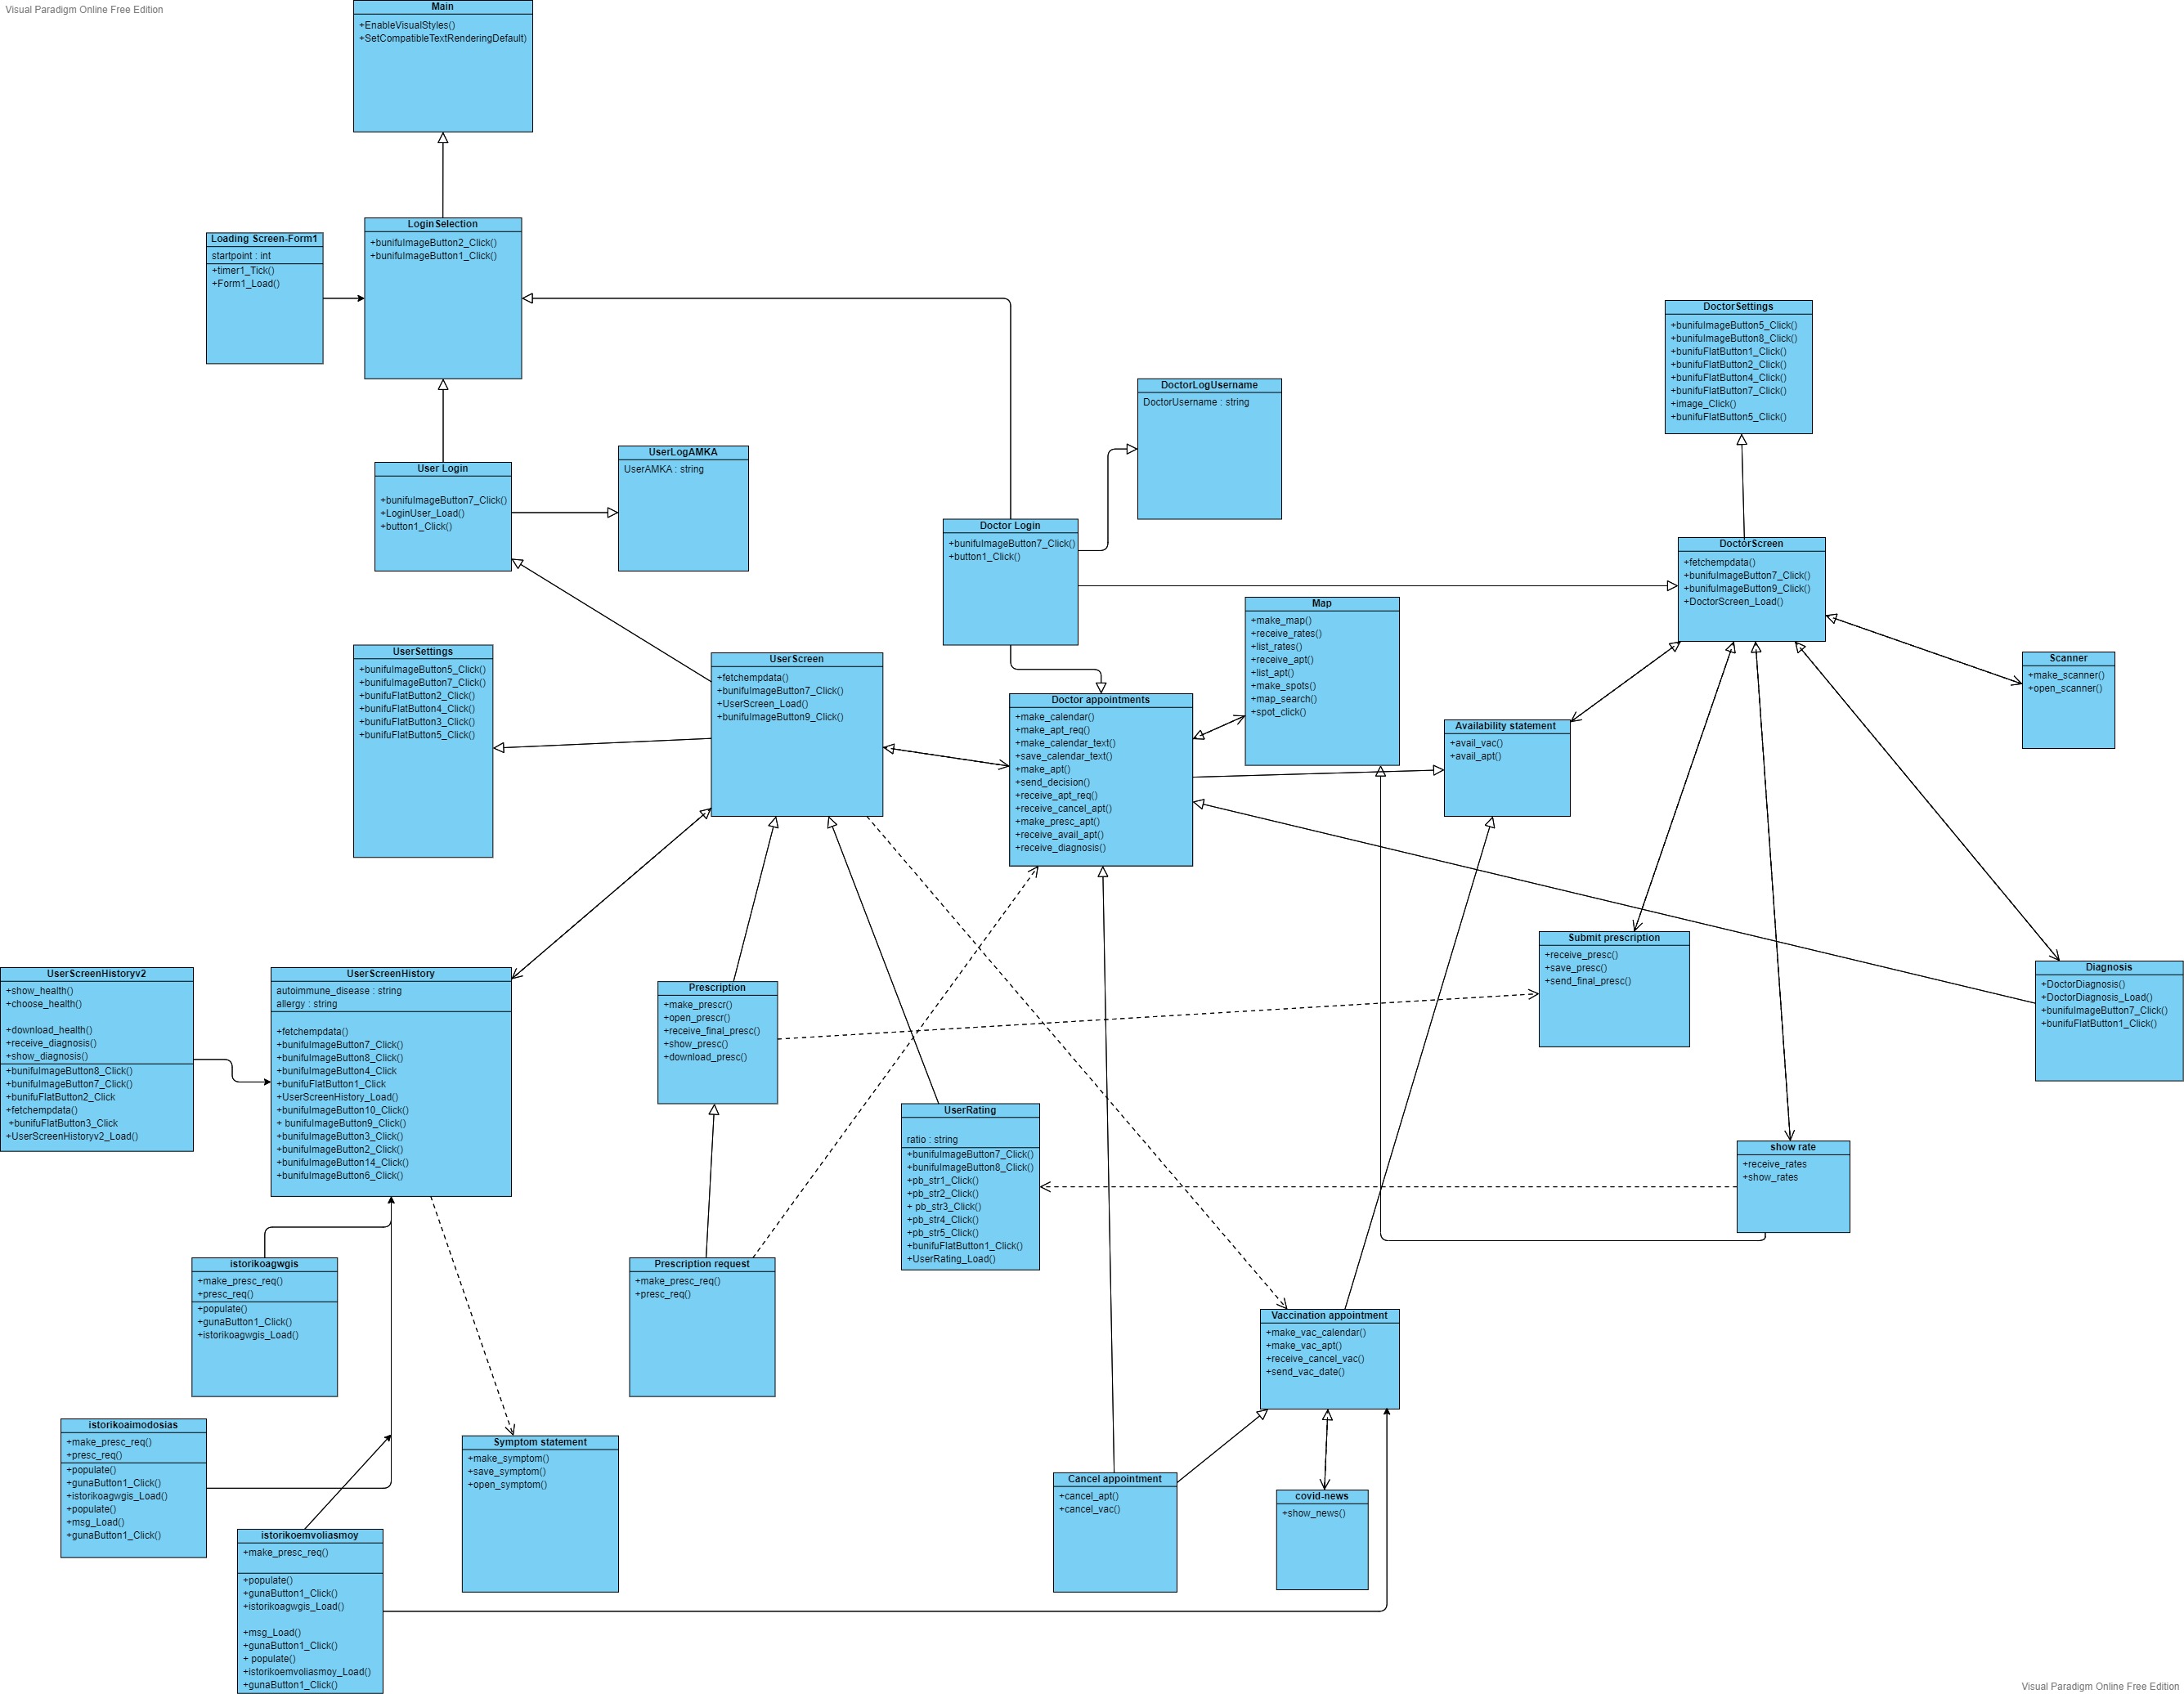 Visual Paradigm Online Free Edition
Main
+EnableVisualStyles()
+SetCompatibleTextRenderingDefault)
LoginSelection
+bunifuImageButton2_Click()
+bunifuImageButton1_Click()
Loading Screen-Form1
startpoint : int
+timer1_Tick()
+Form1_Load()
DoctorSettings
+bunifuImageButton5_Click()
+bunifuImageButton8_Click()
+bunifuFlatButton1_Click()
+bunifuFlatButton2_Click()
+bunifuFlatButton4_Click()
+bunifuFlatButton7_Click()
+image_Click()
+bunifuFlatButton5_Click()
DoctorLogUsername
DoctorUsername : string
UserLogAMKA
UserAMKA : string
User Login
+bunifuImageButton7_Click()
+LoginUser_Load()
+button1_Click()
Doctor Login
+bunifuImageButton7_Click()
+button1_Click()
DoctorScreen
+fetchempdata()
+bunifuImageButton7_Click()
+bunifuImageButton9_Click()
+DoctorScreen_Load()
Map
+make_map()
+receive_rates()
+list_rates()
+receive_apt()
+list_apt()
+make_spots()
+map_search()
+spot_click()
UserSettings
+bunifuImageButton5_Click()
+bunifuImageButton7_Click()
+bunifuFlatButton2_Click()
+bunifuFlatButton4_Click()
+bunifuFlatButton3_Click()
+bunifuFlatButton5_Click()
UserScreen
+fetchempdata()
+bunifuImageButton7_Click()
+UserScreen_Load()
+bunifuImageButton9_Click()
Scanner
+make_scanner()
+open_scanner()
Doctor appointments
+make_calendar()
+make_apt_req()
+make_calendar_text()
+save_calendar_text()
+make_apt()
+send_decision()
+receive_apt_req()
+receive_cancel_apt()
+make_presc_apt()
+receive_avail_apt()
+receive_diagnosis()
Availability statement
+avail_vac()
+avail_apt()
Submit prescription
+receive_presc()
+save_presc()
+send_final_presc()
Diagnosis
+DoctorDiagnosis()
+DoctorDiagnosis_Load()
+bunifuImageButton7_Click()
+bunifuFlatButton1_Click()
UserScreenHistoryv2
+show_health()
+choose_health()
+download_health()
+receive_diagnosis()
+show_diagnosis()
+bunifuImageButton8_Click()
+bunifuImageButton7_Click()
+bunifuFlatButton2_Click
+fetchempdata()
+bunifuFlatButton3_Click
+UserScreenHistoryv2_Load()
UserScreenHistory
autoimmune_disease : string
allergy : string
+fetchempdata()
+bunifuImageButton7_Click()
+bunifuImageButton8_Click()
+bunifuImageButton4_Click
+bunifuFlatButton1_Click
+UserScreenHistory_Load()
+bunifuImageButton10_Click()
+ bunifuImageButton9_Click()
+bunifuImageButton3_Click()
+bunifuImageButton2_Click()
+bunifuImageButton14_Click()
+bunifuImageButton6_Click()
Prescription
+make_prescr()
+open_prescr()
+receive_final_presc()
+show_presc()
+download_presc()
UserRating
ratio : string
+bunifuImageButton7_Click()
+bunifuImageButton8_Click()
+pb_str1_Click()
+pb_str2_Click()
+ pb_str3_Click()
+pb_str4_Click()
+pb_str5_Click()
+bunifuFlatButton1_Click()
+UserRating_Load()
show rate
+receive_rates
+show_rates
istorikoagwgis
+make_presc_req()
+presc_req()
+populate()
+gunaButton1_Click()
+istorikoagwgis_Load()
Prescription request
+make_presc_req()
+presc_req()
Vaccination appointment
+make_vac_calendar()
+make_vac_apt()
+receive_cancel_vac()
+send_vac_date()
istorikoaimodosias
+make_presc_req()
+presc_req()
+populate()
+gunaButton1_Click()
+istorikoagwgis_Load()
+populate()
+msg_Load()
+gunaButton1_Click()
Symptom statement
+make_symptom()
+save_symptom()
+open_symptom()
Cancel appointment
+cancel_apt()
+cancel_vac()
covid-news
+show_news()
istorikoemvoliasmoy
+make_presc_req()
+populate()
+gunaButton1_Click()
+istorikoagwgis_Load()
+msg_Load()
+gunaButton1_Click()
+ populate()
+istorikoemvoliasmoy_Load()
+gunaButton1_Click()
Visual Paradigm Online Free Edition